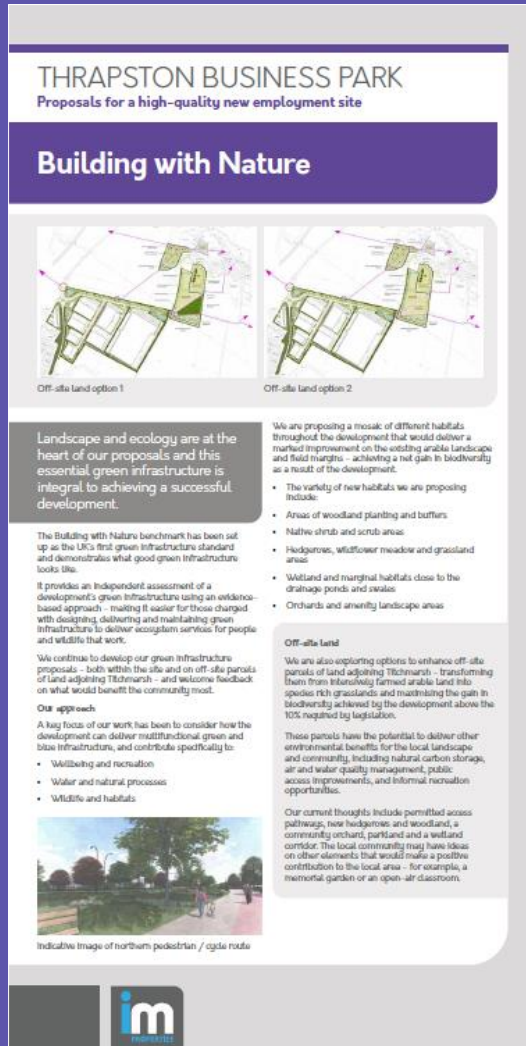 THRAPSTON BUSINESS PARK
Proposals for a high-quality new employment site
Building with Nature
Off-site land option 1
Off-site land option 2
Landscape and ecology are at the
heart of our proposals and this
essential green infrastructure is
integral to achieving a successful
development.
The Building with Nature benchmark has been set
up as the UK's first green infrastructure standard
and demonstrates what good green infrastructure
looks like.
It provides an independent assessment of a
development's green infrastructure using an evidence-
based approach - making it easier for those charged
with designing, delivering and maintaining green
infrastructure to deliver ecosystem services for people
and wildlife that work.
We continue to develop our green infrastructure
proposals - both within the site and on off-site parcels
of land adjoining Titchmarsh - and welcome feedback
on what would benefit the community most.
Our approach
A key focus of our work has been to consider how the
development can deliver multifunctional green and
blue infrastructure, and contribute specifically to:
• Wellbeing and recreation
• Water and natural processes
• Wildlife and habitats
Indicative image of northern pedestrian / cycle route
We are proposing a mosaic of different habitats
throughout the development that would deliver a
marked improvement on the existing arable landscape
and field margins - achieving a net gain in biodiversity
as a result of the development.
• The variety of new habitats we are proposing
include:
• Areas of woodland planting and buffers
• Native shrub and scrub areas
• Hedgerows, wildflower meadow and grassland
areas
• Wetland and marginal habitats close to the
drainage ponds and swales
• Orchards and amenity landscape areas
Off-site land
We are also exploring options to enhance off-site
parcels of land adjoining Titchmarsh - transforming
them from intensively farmed arable land into
species rich grasslands and maximising the gain in
biodiversity achieved by the development above the
10% required by legislation.
These parcels have the potential to deliver other
environmental benefits for the local landscape
and community, including natural carbon storage,
air and water quality management, public
access improvements, and informal recreation
opportunities.
Our current thoughts include permitted access
pathways, new hedgerows and woodland, a
community orchard, parkland and a wetland
corridor. The local community may have ideas
on other elements that would make a positive
contribution to the local area - for example, a
memorial garden or an open-air classroom.
im
PROPERTIES